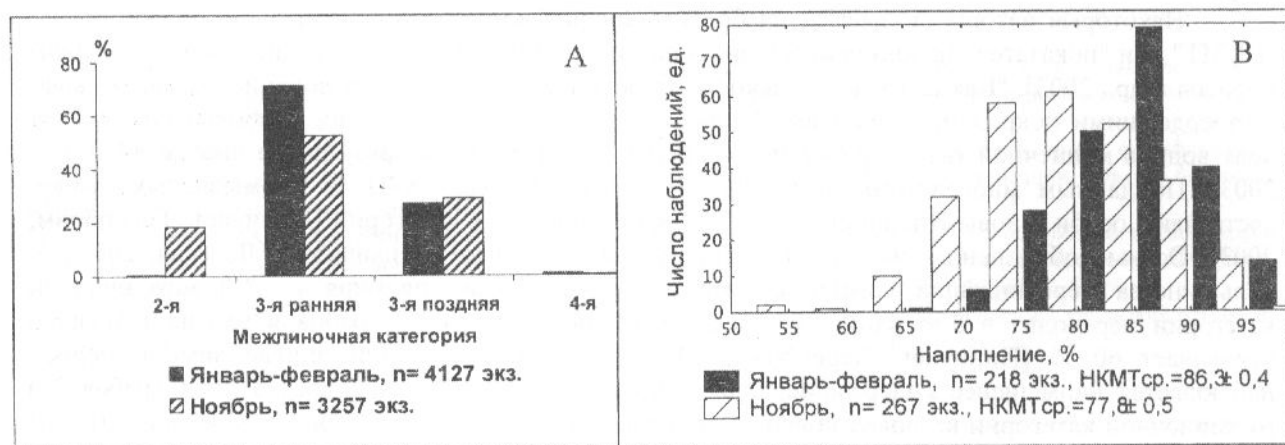 %
80
60
40
20
0
А
2-я
3-я ранняя
3-я поздняя
4-я
Межлиночная категория
Январь-февраль, n= 4127 экз.
Ноябрь, n= 3257 экз.
Число наблюдений, ед.
80
70
60
50
40
30
20
10
0
В
50 55 60 65 70 75 80 85 90 95
Наполнение, %
Январь-февраль, n= 218 экз., НКМТср.=86,3± 0,4
Ноябрь, n= 267 экз., НКМТср.=77,8± 0,5